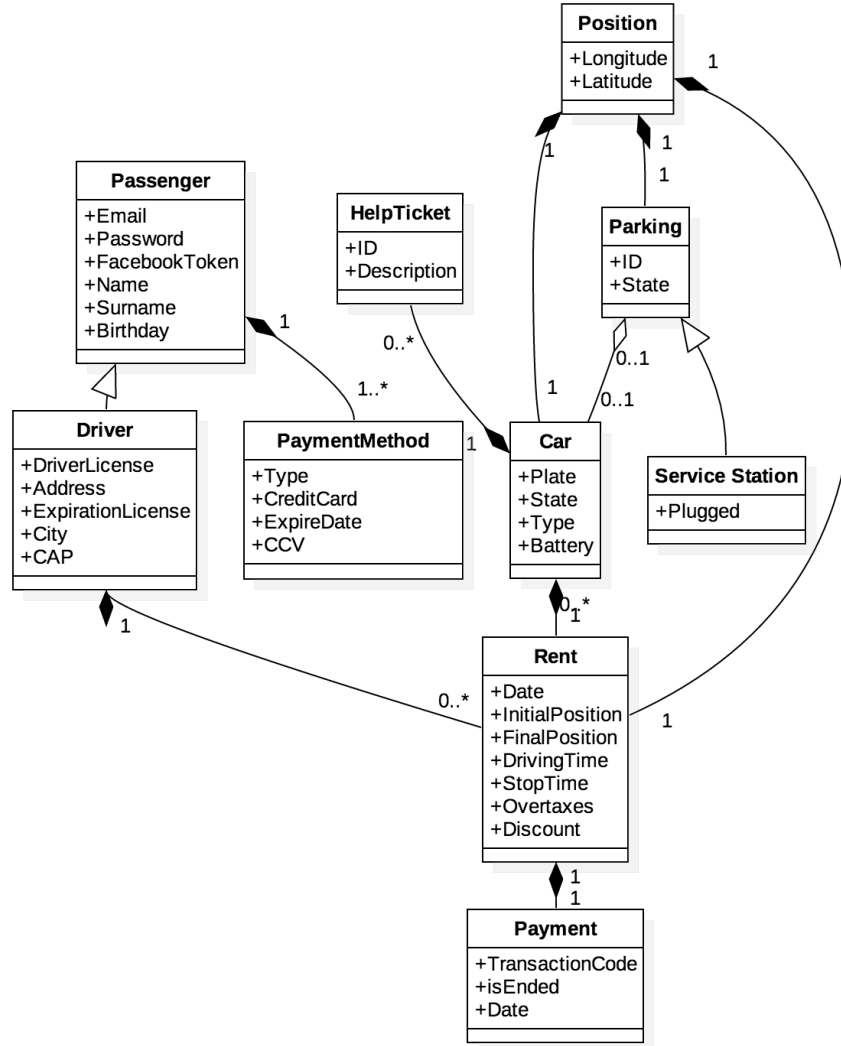 Position
+Longitude
+Latitude
1
1
1
1
Passenger
+Email
+Password
+FacebookToken
+Name
+Surname
+Birthday
HelpTicket
+ID
+Description
Parking
+ID
+State
1
0..*
0..1
1..*
1
0..1
Driver
+DriverLicense
+Address
+ExpirationLicense
+City
+CAP
PaymentMethod
+Type
+CreditCard
+ExpireDate
+CCV
1
Car
+Plate
+State
+Type
+Battery
Service Station
+Plugged
1
0..*
1
0..*
1
Rent
+Date
+InitialPosition
+FinalPosition
+DrivingTime
+StopTime
+Overtaxes
+Discount
1
1
Payment
+TransactionCode
+isEnded
+Date